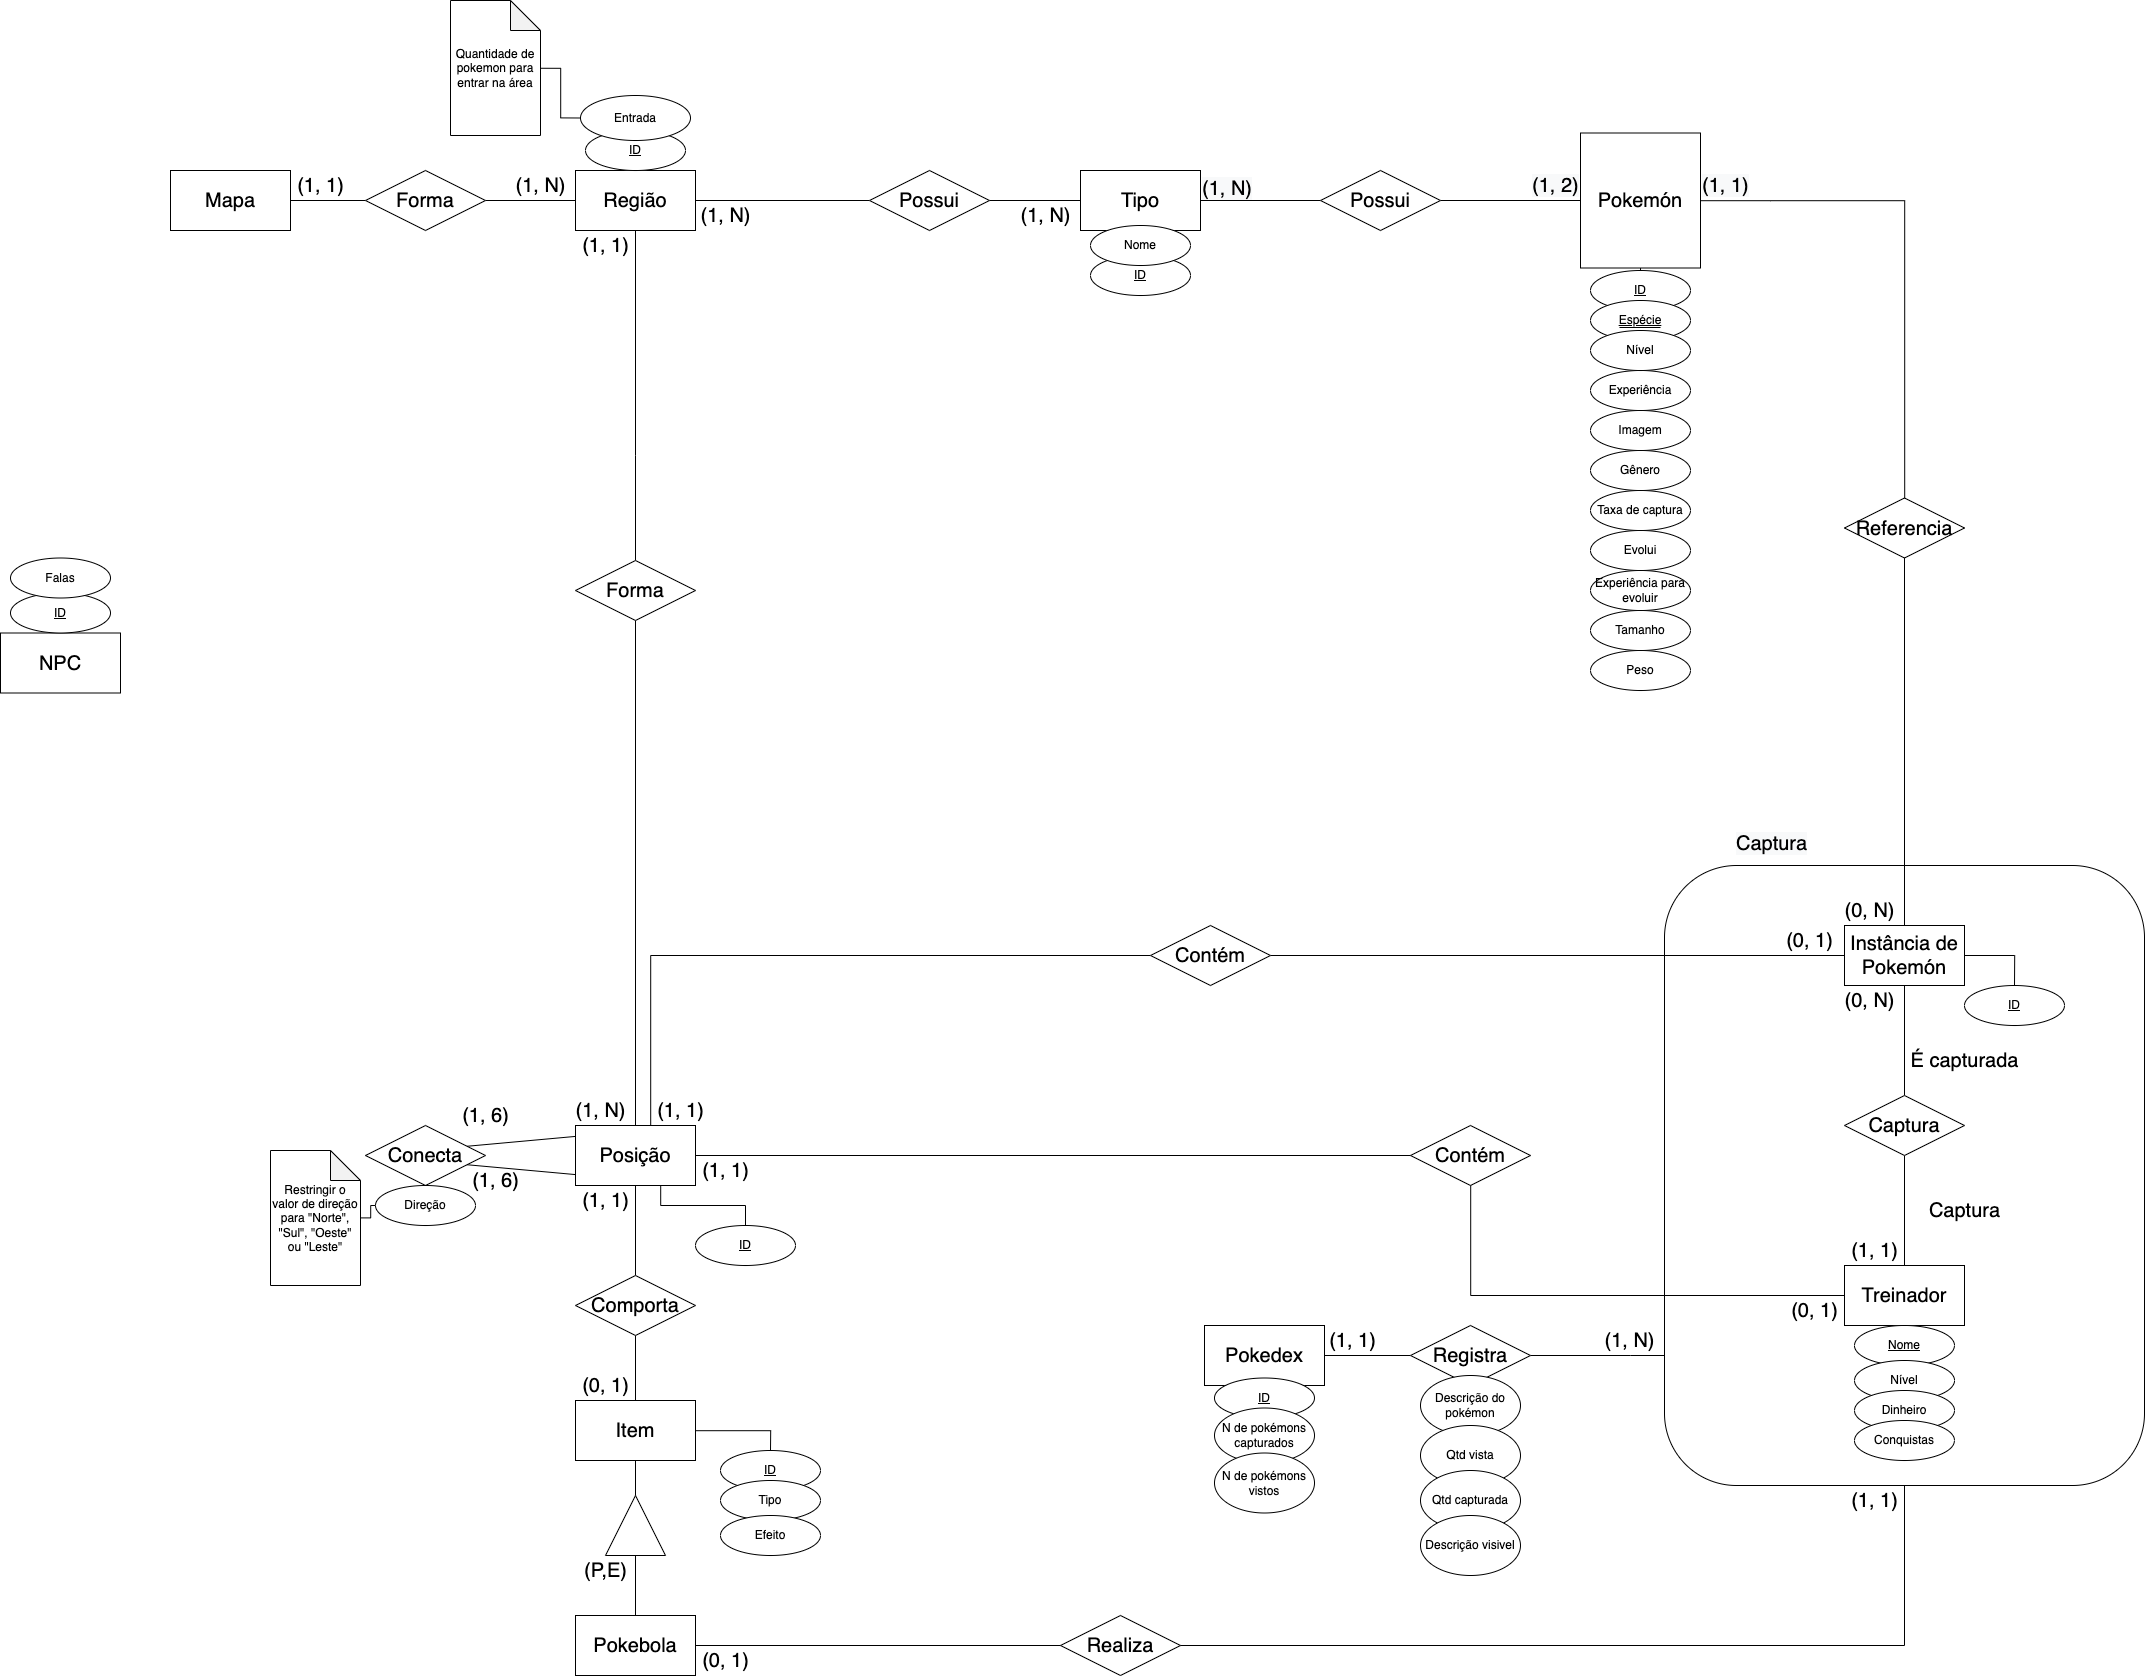 Quantidade de
pokemon para
entrar na área
Entrada
ID
Mapa
(1, 1)
Forma
(1, N)
Região
(1, N)
(1, 1)
Possui
(1, N)
Tipo
(1, N)
Nome
ID
Possui
(1, 2)
Pokemón
(1, 1)
ID
Espécie
Nível
Experiência
Imagem
Gênero
Taxa de captura
Evolui
Experiência para
evoluir
Tamanho
Peso
Referencia
Falas
ID
NPC
Forma
Captura
(0, N)
(0, 1)
Instância de
Pokemón
(0, N)
ID
Contém
É capturada
Captura
Captura
(1, 1)
Treinador
(0, 1)
Nome
Nível
Dinheiro
Conquistas
(1, 1)
(1, 6)
(1, N)
(1, 1)
Conecta
Posição
(1, 1)
(1, 6)
(1, 1)
Direção
Restringir o
valor de direção
para "Norte",
"Sul", "Oeste"
ou "Leste"
ID
Contém
Comporta
(0, 1)
Item
ID
Tipo
Efeito
(P,E)
Pokebola
(0, 1)
Realiza
Pokedex
(1, 1)
Registra
(1, N)
ID
N de pokémons
capturados
N de pokémons
vistos
Descrição do
pokémon
Qtd vista
Qtd capturada
Descrição visivel